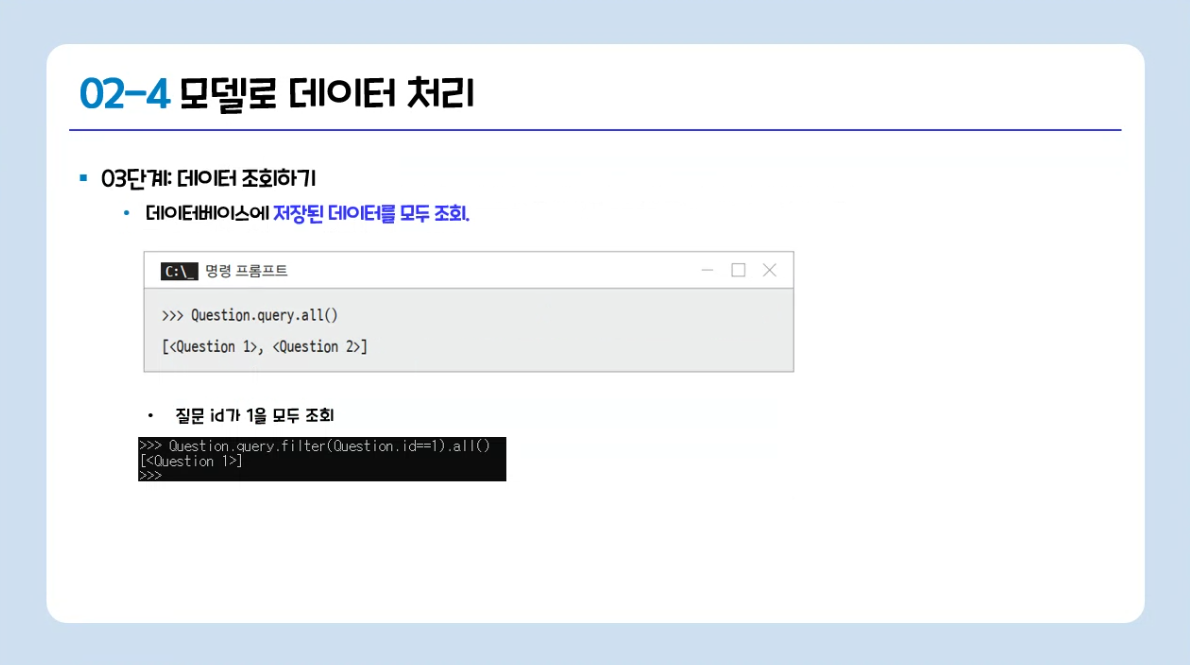 02-4 모델로 데이터 처리
▪ 03단계: 데이터 조회하기
• 데이터베이스에 저장된 데이터를 모두 조회.
C:\_ 명령 프롬프트
>>> Question.query.all()
[<Question 1>, <Question 2>]
• 질문 id가 1을 모두 조회
>>> Question.query.filter(Question.id==1).all()
[<Question 1>]
>>>